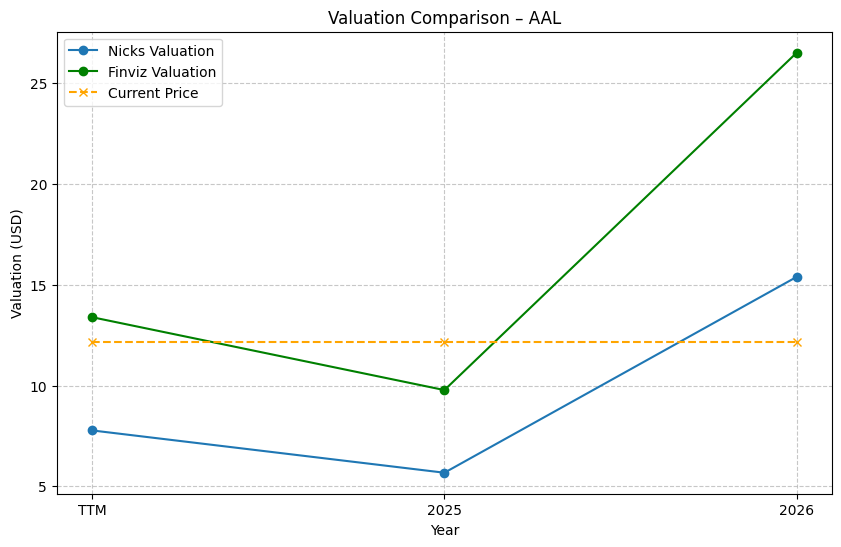 Valuation Comparison – AAL
Nicks Valuation
Finviz Valuation
Current Price
Valuation (USD)
25
20
15
10
5
TTM
2025
2026
Year